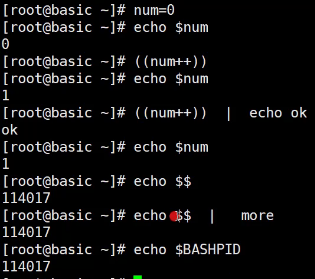 [root@basic ~]# num=0
[root@basic ~]# echo $num
0
[root@basic ~]# ((num++))
[root@basic ~]# echo $num
1
[root@basic ~]# ((num++))  |  echo ok
ok
[root@basic ~]# echo $num
1
[root@basic ~]# echo $$
114017
[root@basic ~]# echo $$  |   more
114017
[root@basic ~]# echo $BASHPID
114017
[root@basic ~]#